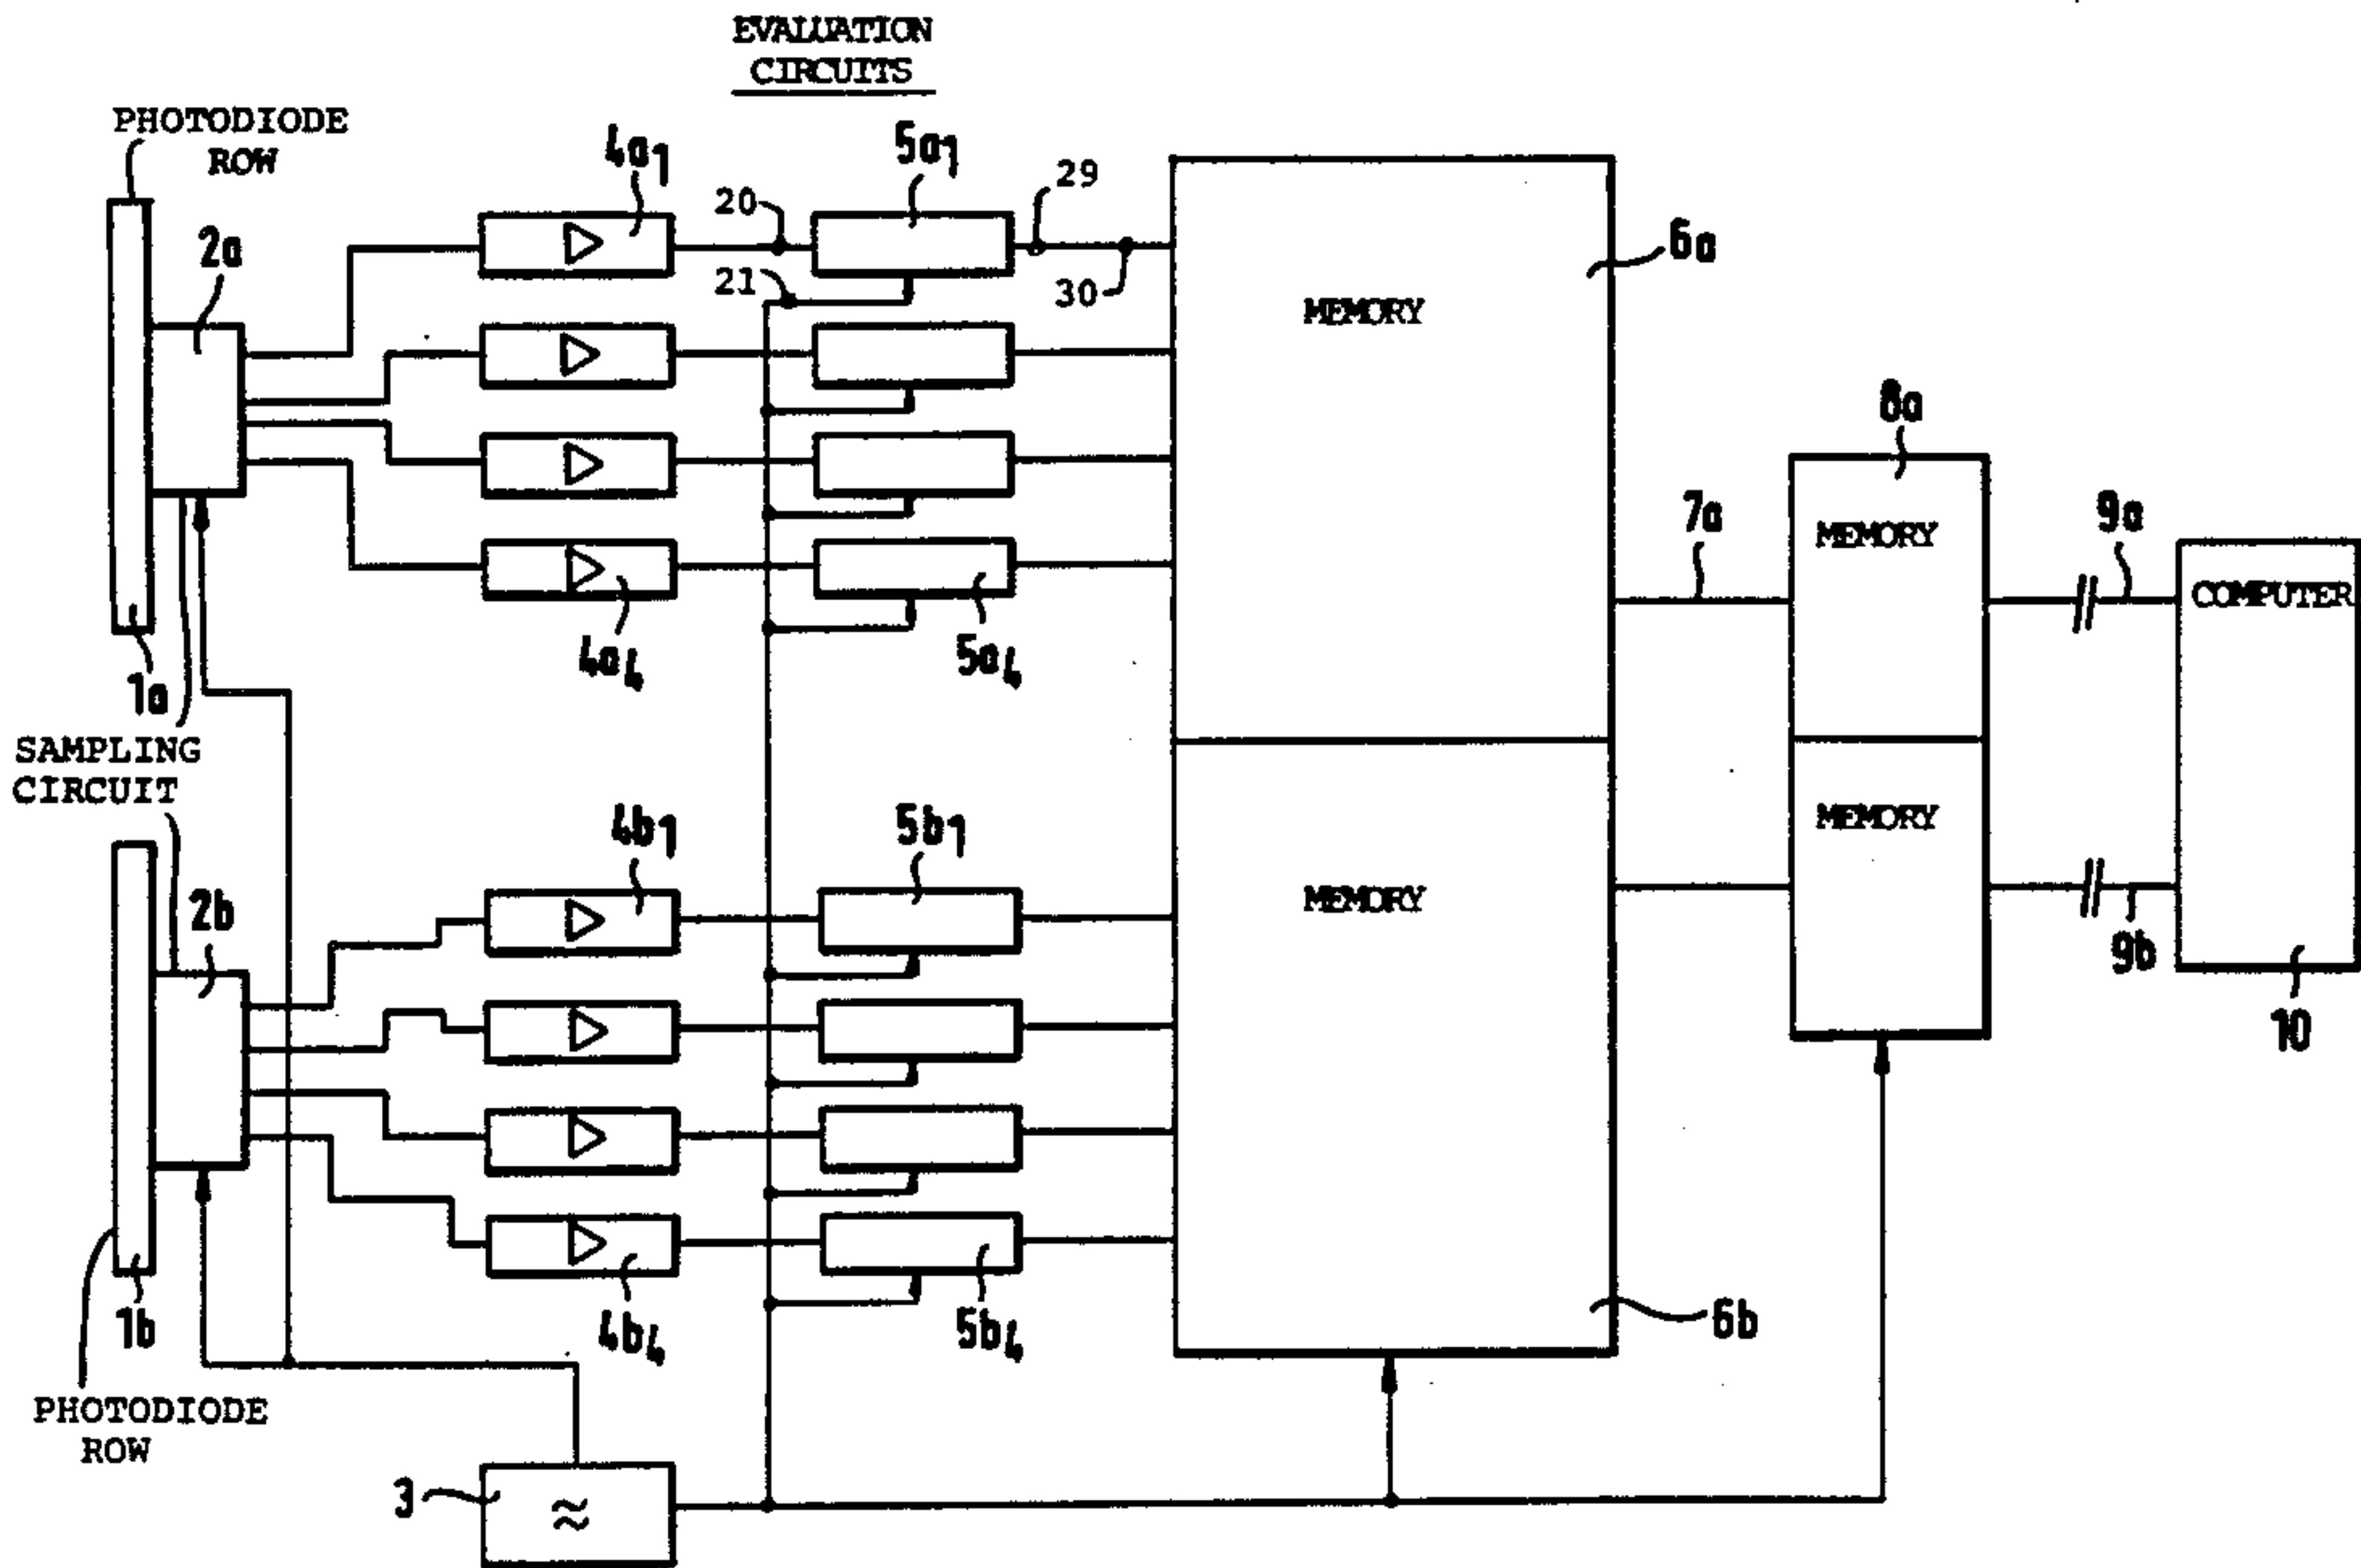 EVALUATION
CIRCUITS
PHOTODIODE
ROW
4a1
5a1
20
29
2a
6a
21
30
MEMORY
8a
7a
MEMORY
9a
COMPUTER
1a
4a4
5a4
SAMPLING
CIRCUIT
4b1
5b1
MEMORY
MEMORY
2b
9b
10
1b
4b4
5b4
6b
PHOTODIODE
ROW
3
≈